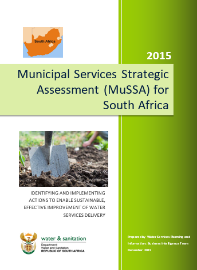 South Africa
2015
Municipal Services Strategic
Assessment (MuSSA) for
South Africa
IDENTIFYING AND IMPLEMENTING
ACTIONS TO ENABLE SUSTAINABLE,
EFFECTIVE IMPROVEMENT OF WATER
SERVICES DELIVERY
water & sanitation
Department:
Water and Sanitation
REPUBLIC OF SOUTH AFRICA